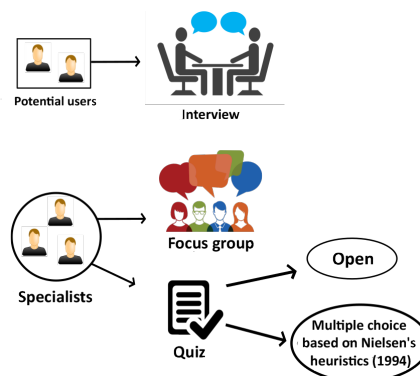 Potential users
Interview
Focus group
Specialists
Open
Quiz
Multiple choice
based on Nielsen's
heuristics (1994)